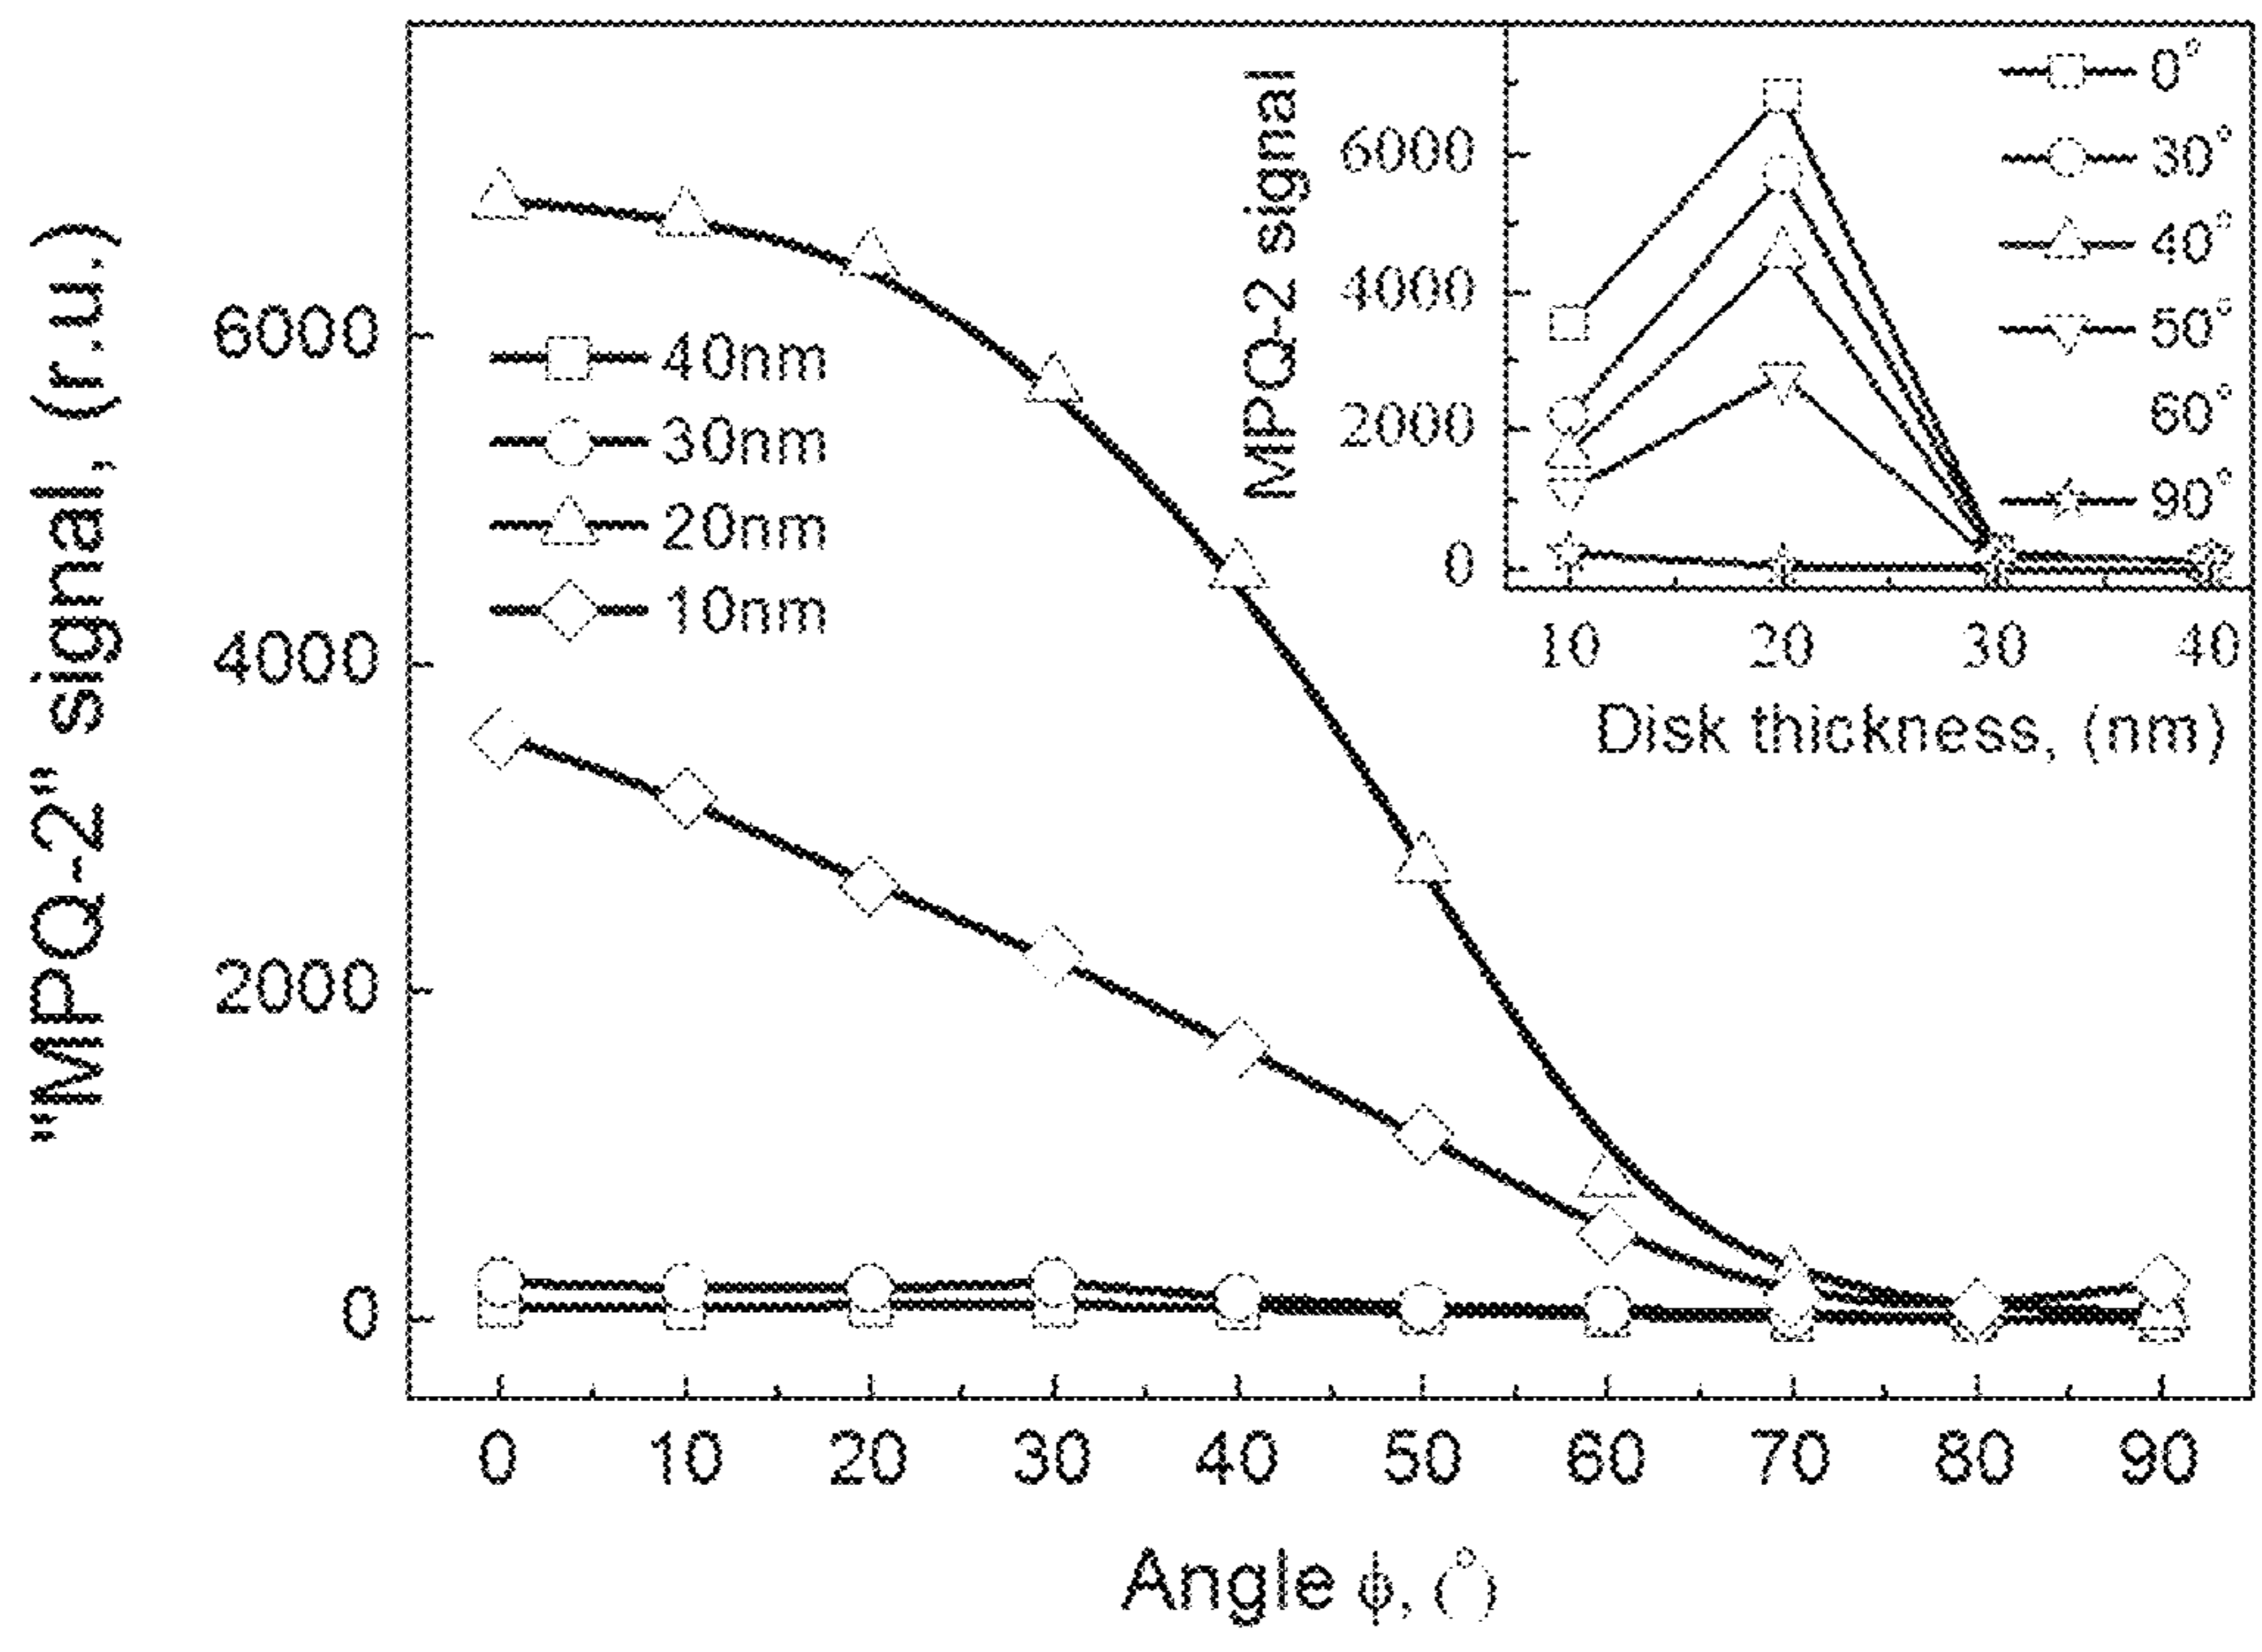 "MPQ-2" signal, (r.u.)
6000
4000
2000
0
40nm
30nm
20nm
10nm
0 10 20 30 40 50 60 70 80 90
Angle ϕ, (°)
MPQ-2 signal
6000
4000
2000
0
0°
30°
40°
50°
60°
90°
10 20 30 40
Disk thickness, (nm)